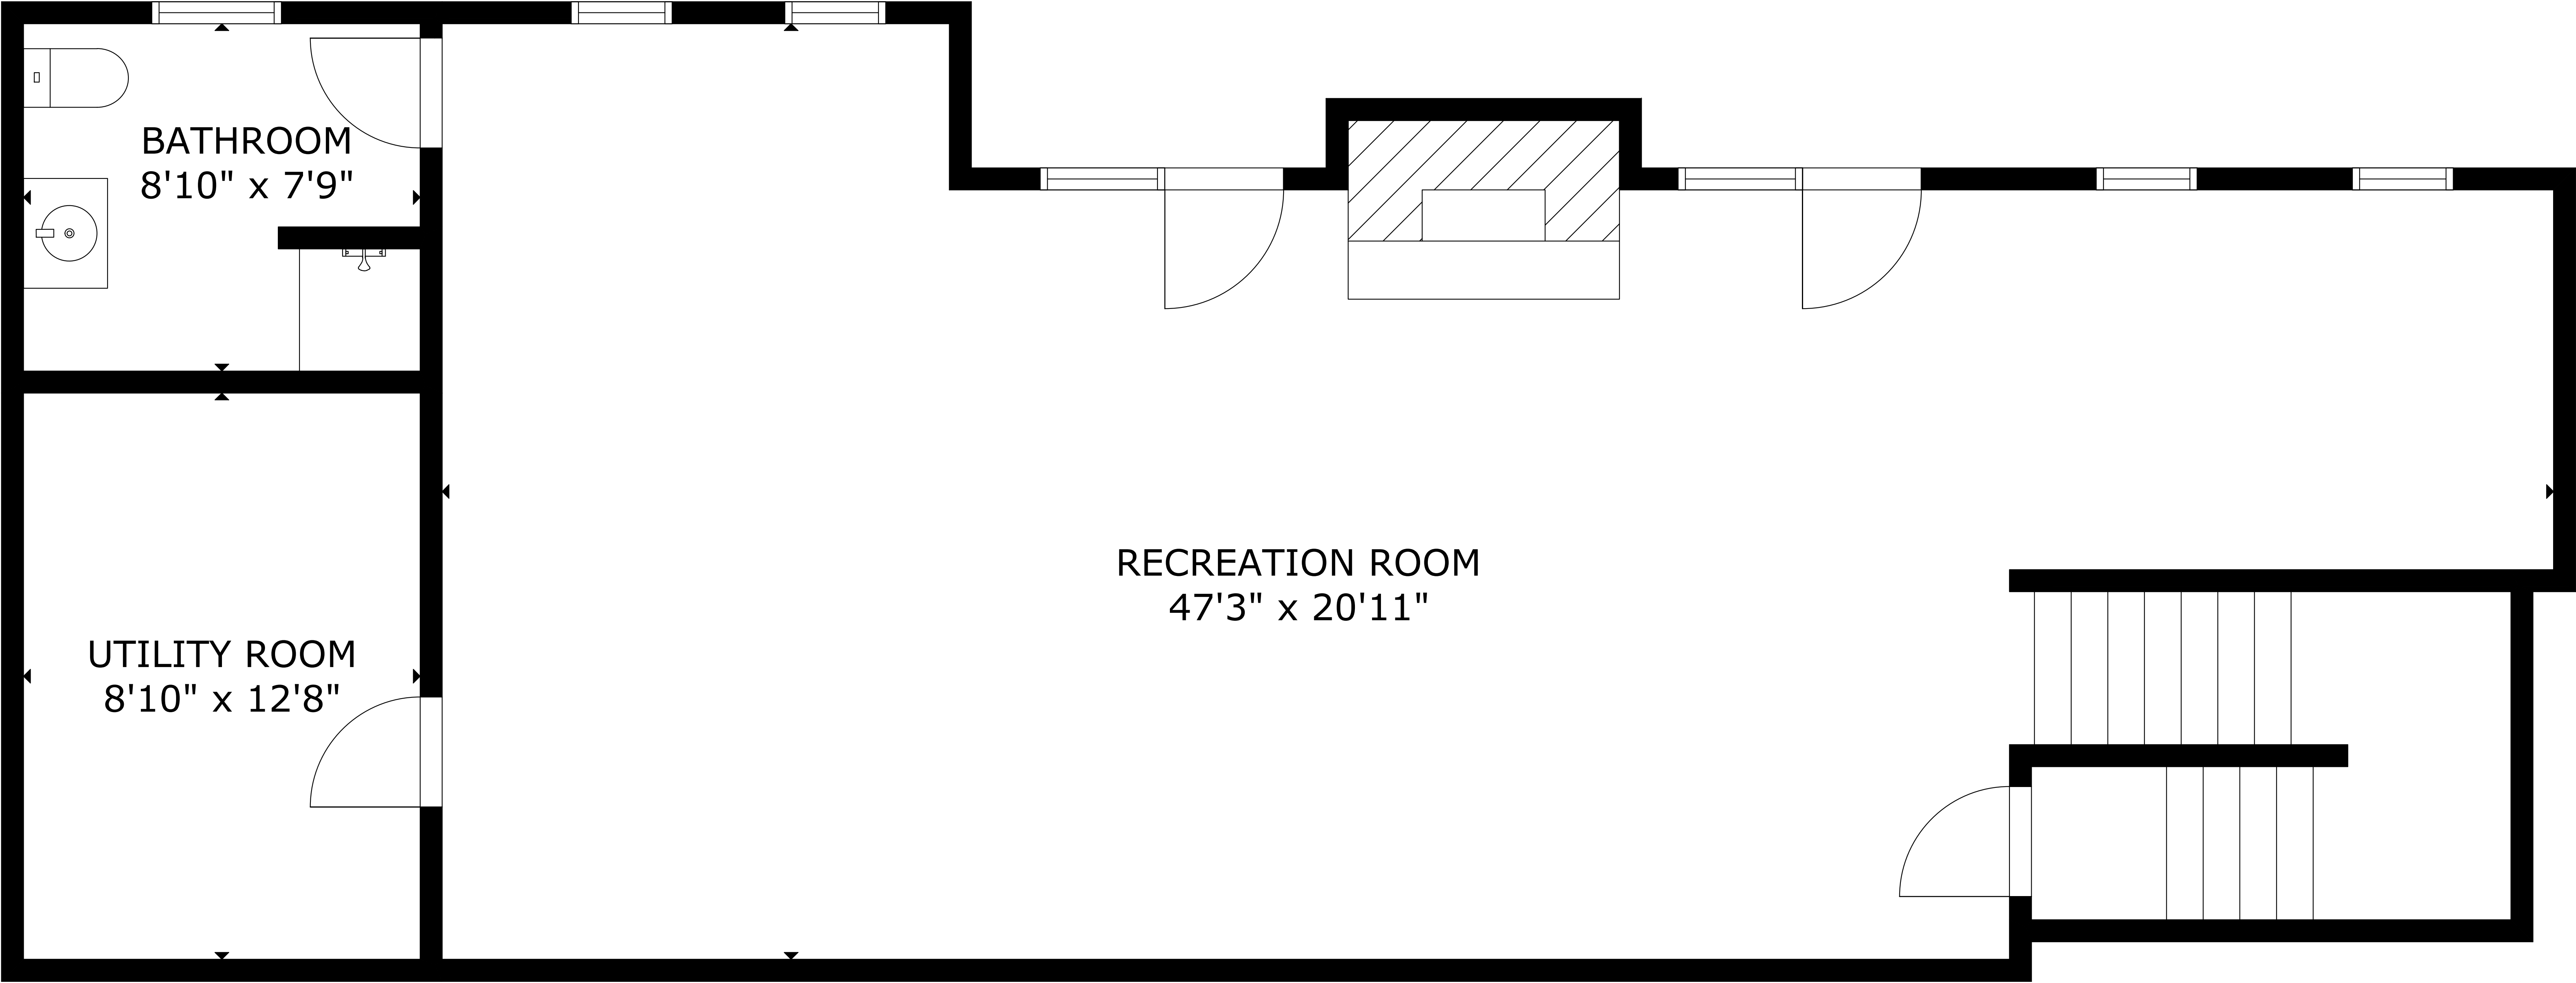 BATHROOM
8'10" x 7'9"
RECREATION ROOM
47'3" x 20'11"
UTILITY ROOM
8'10" x 12'8"